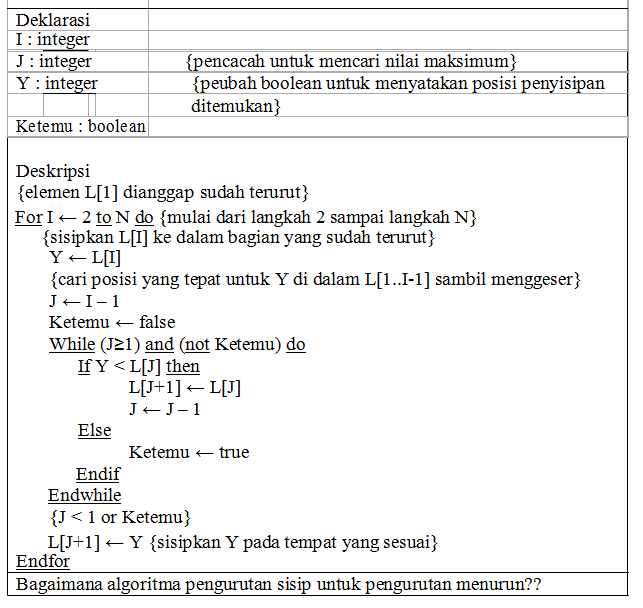 Deklarasi
I : integer
J : integer {pencacah untuk mencari nilai maksimum}
Y : integer {peubah boolean untuk menyatakan posisi penyisipan
ditemukan}
Ketemu : boolean
Deskripsi
{elemen L[1] dianggap sudah terurut}
For I ← 2 to N do {mulai dari langkah 2 sampai langkah N}
{sisipkan L[I] ke dalam bagian yang sudah terurut}
Y ← L[I]
{cari posisi yang tepat untuk Y di dalam L[1..I-1] sambil menggeser}
J ← I – 1
Ketemu ← false
While (J≥1) and (not Ketemu) do
If Y < L[J] then
L[J+1] ← L[J]
J ← J – 1
Else
Ketemu ← true
Endif
Endwhile
{J < 1 or Ketemu}
L[J+1] ← Y {sisipkan Y pada tempat yang sesuai}
Endfor
Bagaimana algoritma pengurutan sisip untuk pengurutan menurun??